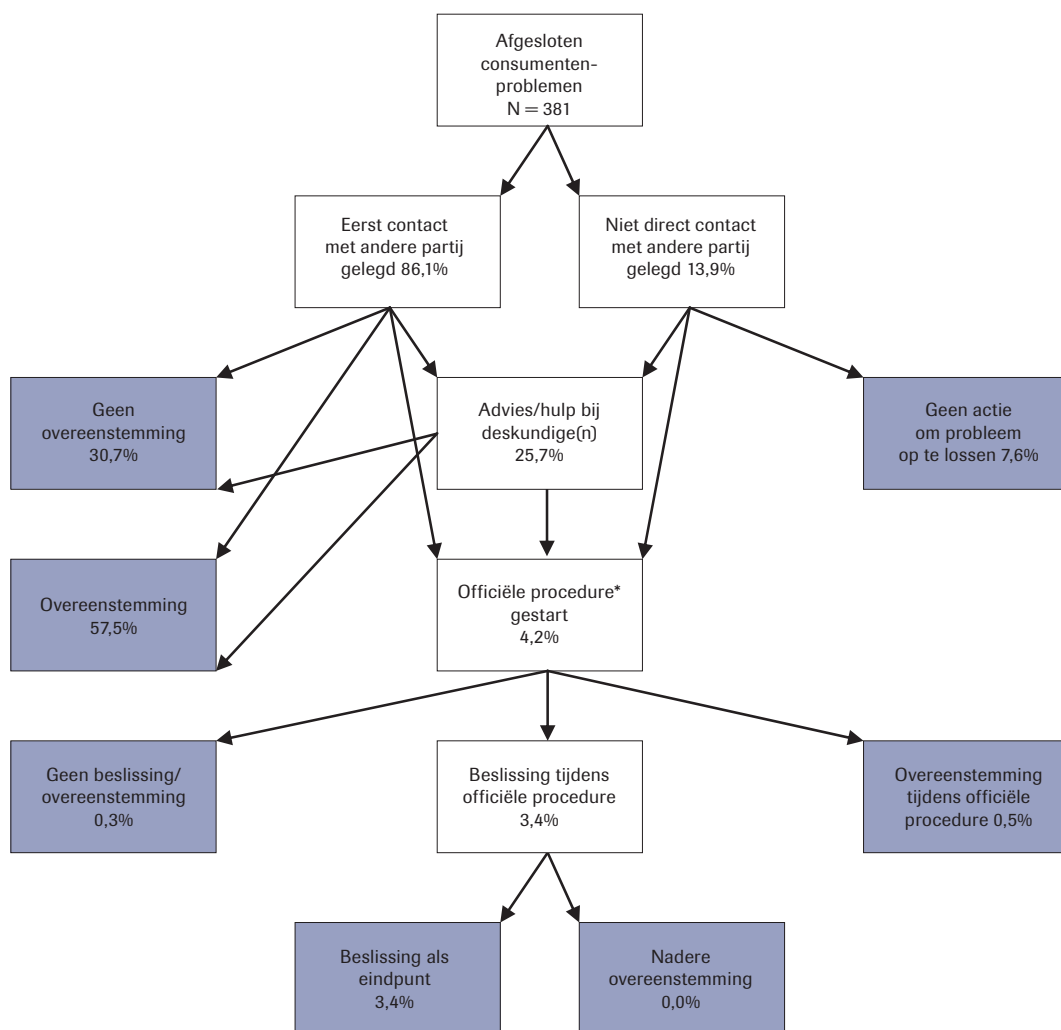 Afgesloten
consumenten-
problemen
N = 381
Eerst contact
met andere partij
gelegd 86,1%
Niet direct contact
met andere partij
gelegd 13,9%
Geen
overeenstemming
30,7%
Advies/hulp bij
deskundige(n)
25,7%
Geen actie
om probleem
op te lossen 7,6%
Overeenstemming
57,5%
Officiële procedure*
gestart
4,2%
Geen beslissing/
overeenstemming
0,3%
Beslissing tijdens
officiële procedure
3,4%
Overeenstemming
tijdens officiële
procedure 0,5%
Beslissing als
eindpunt
3,4%
Nadere
overeenstemming
0,0%